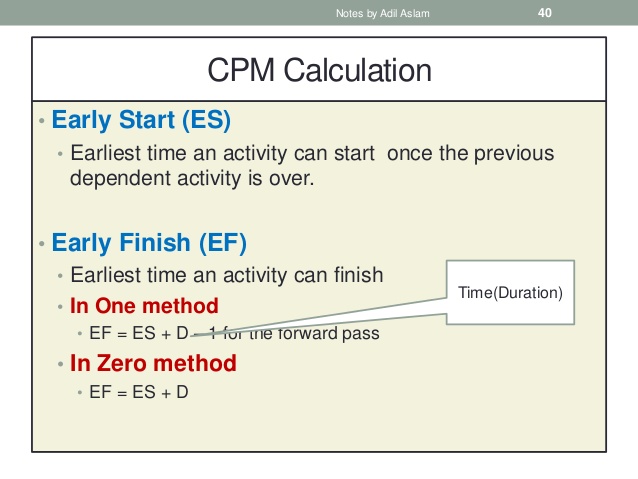 Notes by Adil Aslam 40
CPM Calculation
• Early Start (ES)
• Earliest time an activity can start once the previous
dependent activity is over.
• Early Finish (EF)
• Earliest time an activity can finish
Time(Duration)
• In One method
• EF = ES + D – 1 for the forward pass
• In Zero method
• EF = ES + D